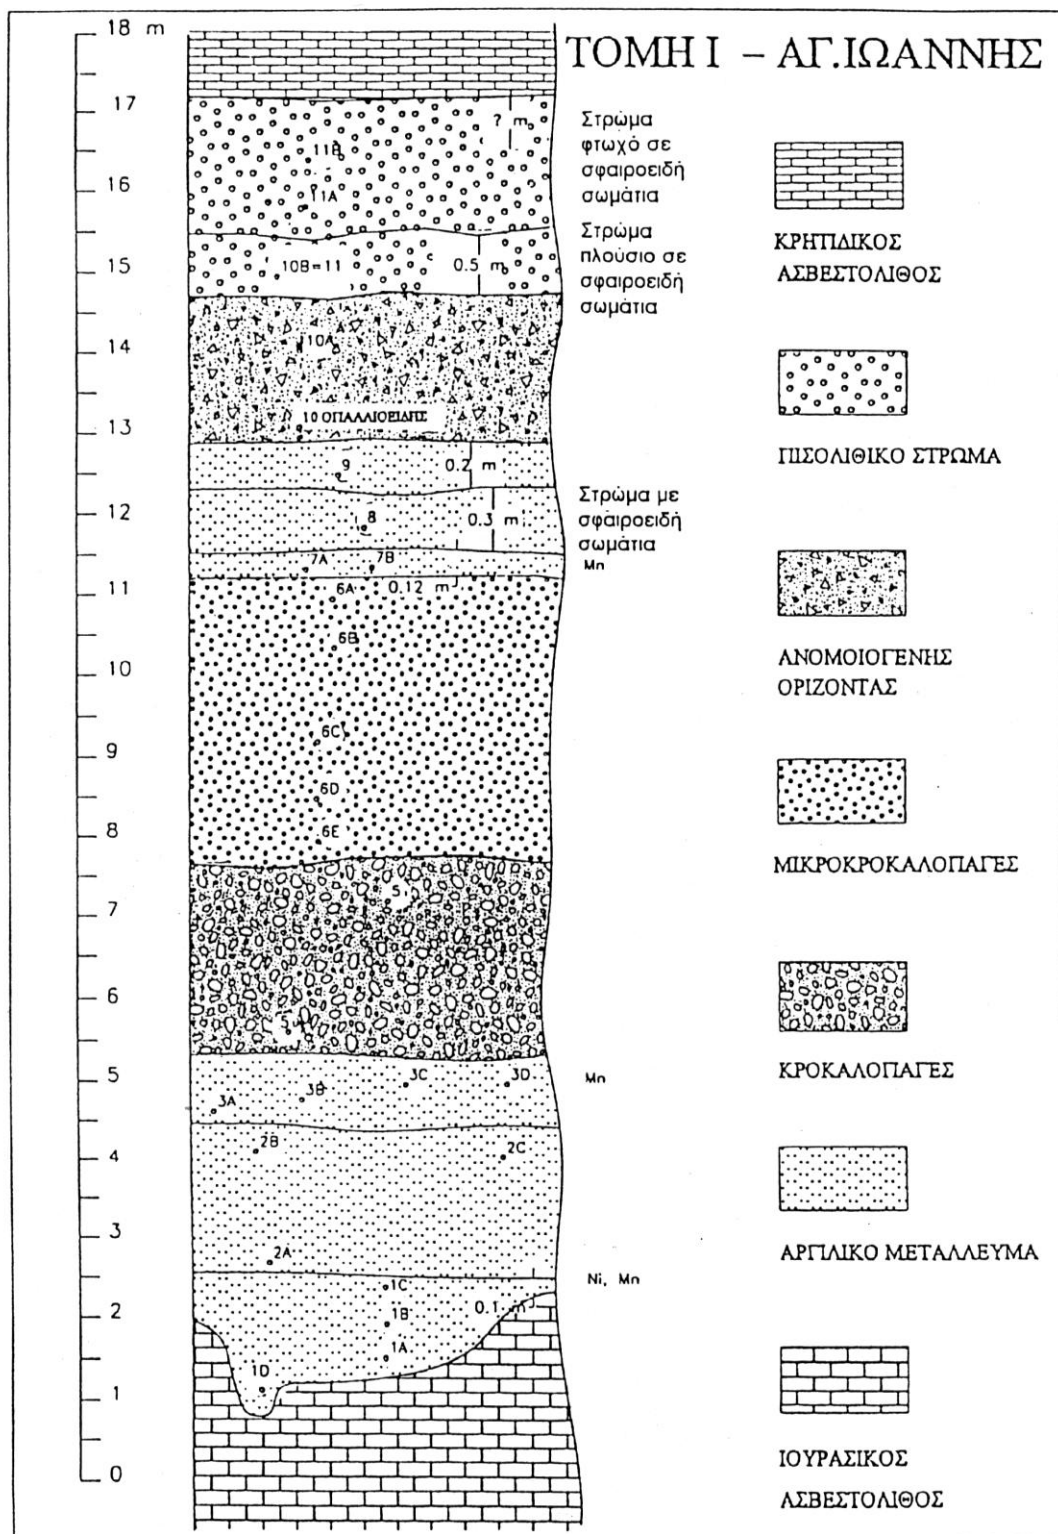 ΤΟΜΗ Ι – ΑΓ.ΙΩΑΝΝΗΣ
18 m
17
16
15
14
13
12
11
10
9
8
7
6
5
4
3
2
1
0
? m
11B
11A
10B=11
0.5 m
10A
10 ΟΠΑΛΛΙΟΕΙΔΗΣ
9
0.2 m
8
0.3 m
7A
7B
0.12 m
6A
6B
6C
6D
6E
5
5
3A
3B
3C
3D
2B
2C
2A
1C
0.1 m
1B
1A
1D
Στρώμα
φτωχό σε
σφαιροειδή
σωμάτια
Στρώμα
πλούσιο σε
σφαιροειδή
σωμάτια
Στρώμα με
σφαιροειδή
σωμάτια
Mn
Mn
Ni, Mn
ΚΡΗΤΙΔΙΚΟΣ
ΑΣΒΕΣΤΟΛΙΘΟΣ
ΠΙΣΟΛΙΘΙΚΟ ΣΤΡΩΜΑ
ΑΝΟΜΟΙΟΓΕΝΗΣ
ΟΡΙΖΟΝΤΑΣ
ΜΙΚΡΟΚΡΟΚΑΛΟΠΑΓΕΣ
ΚΡΟΚΑΛΟΠΑΓΕΣ
ΑΡΓΙΛΙΚΟ ΜΕΤΑΛΛΕΥΜΑ
ΙΟΥΡΑΣΙΚΟΣ
ΑΣΒΕΣΤΟΛΙΘΟΣ